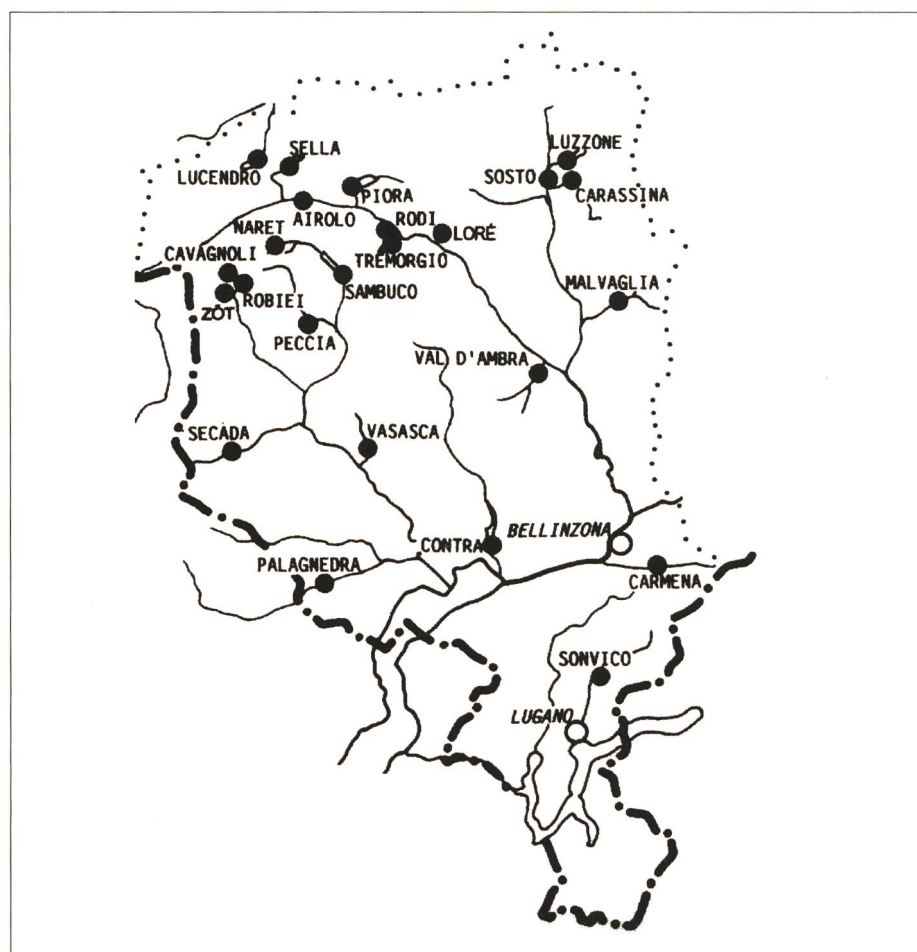 SELLA
LUCENDRO
LUZZONE
SOSTO
CARASSINA
PIORA
AIROLO
RODI
LORÉ
NARET
CAVAGNOLI
TREMORGIO
SAMBUCO
MALVAGLIA
ROBIEI
ZÖT
PECCIA
VAL D'AMBRA
SECADA
VASASCA
BELLINZONA
CONTRA
PALAGNEDRA
CARMENA
SONVICO
LUGANO